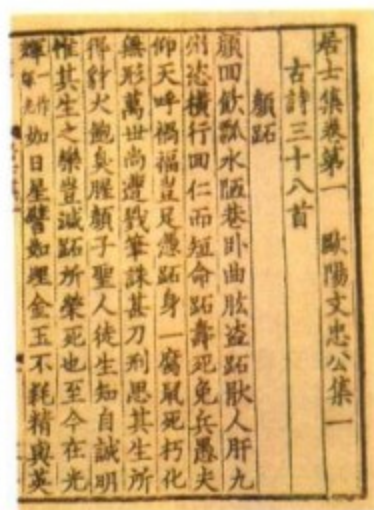 居士集卷第一 歐陽文忠公集一
古詩三十八首
顏跖
顏回飲瓢水陋巷卧曲肱盜跖猒人肝九
州恣橫行回仁而短命跖壽死免兵愚夫
仰天呼禍福豈足憑跖身一腐鼠死朽化
無形萬世尚遭戮筆誅甚刀刑思其生所
得豺犬飽臭腥顏子聖人徒生知自誠明
惟其生之樂豈減跖所榮死也至今在光
輝一作如日星譬如埋金玉不耗精與英